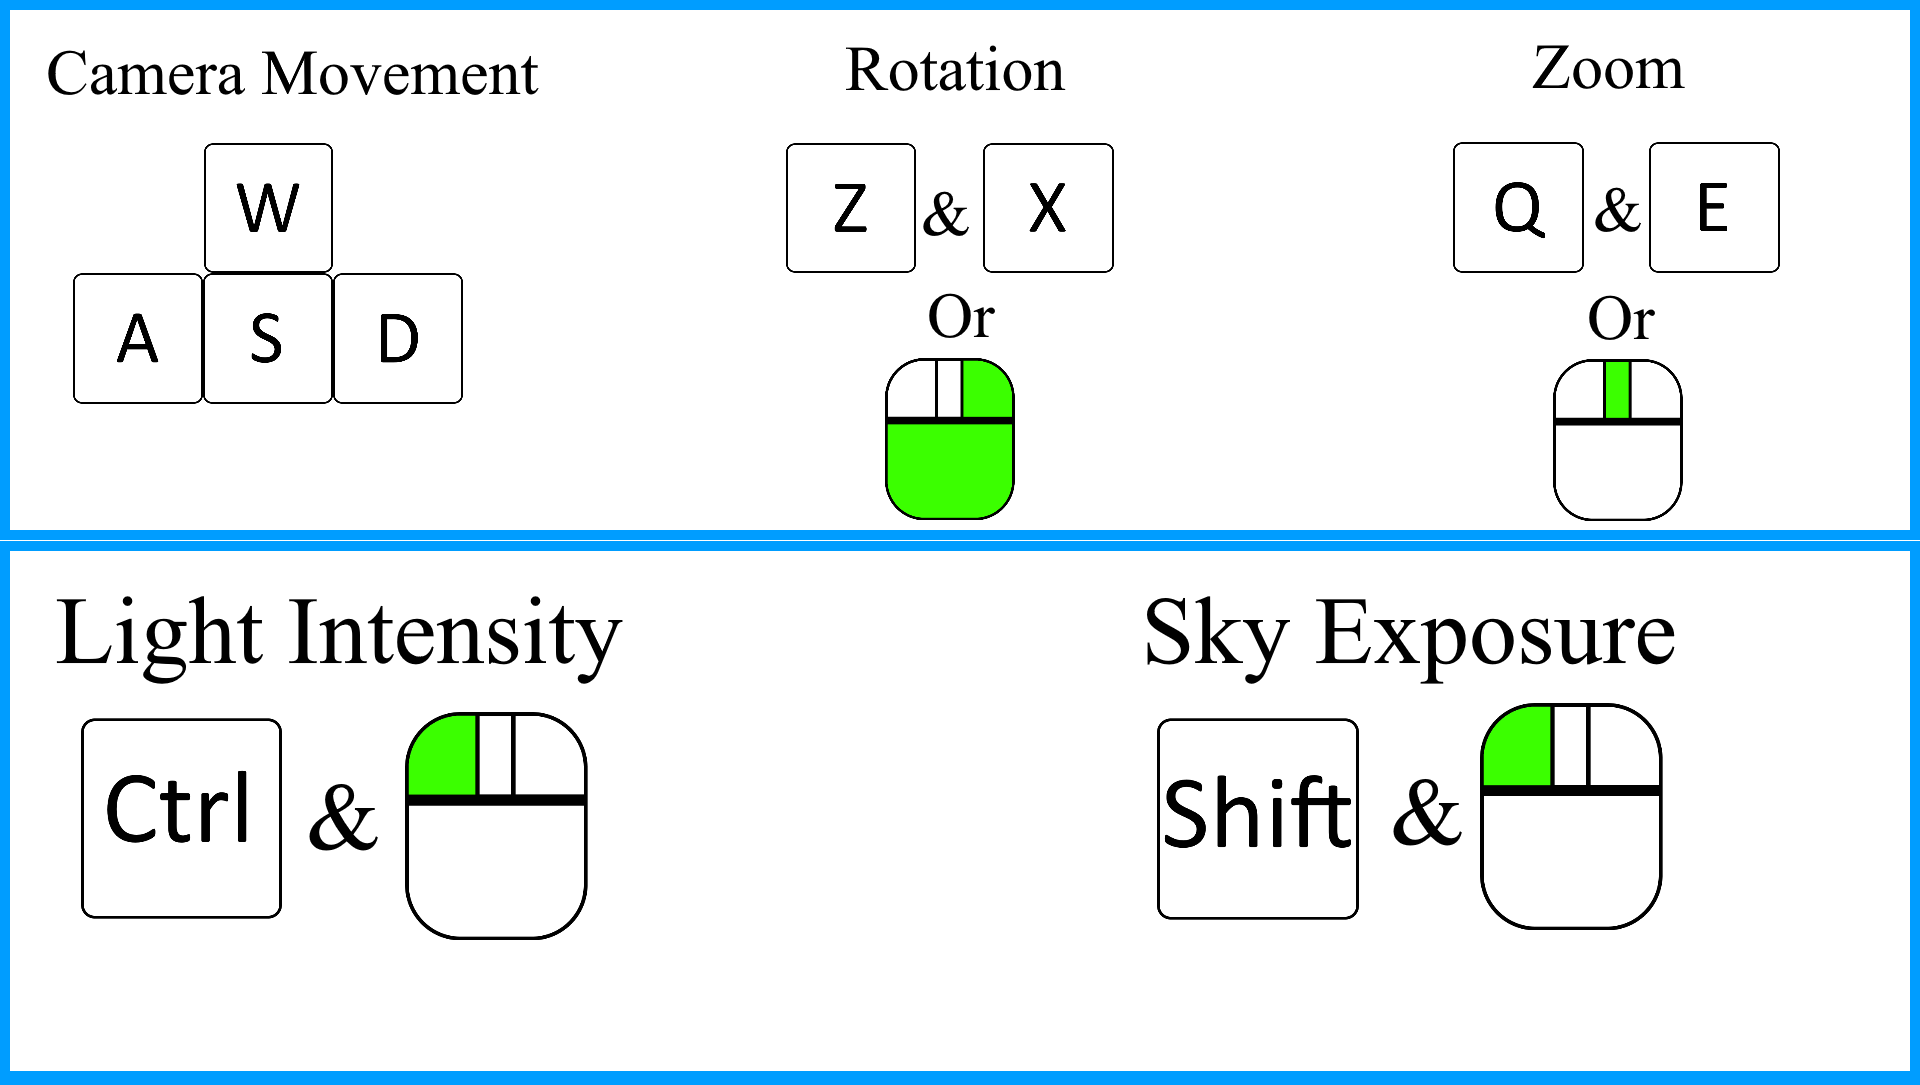 Camera Movement
W
A S D
Rotation
Z & X
Or
Zoom
Q & E
Or
Light Intensity
Ctrl &
Sky Exposure
Shift &